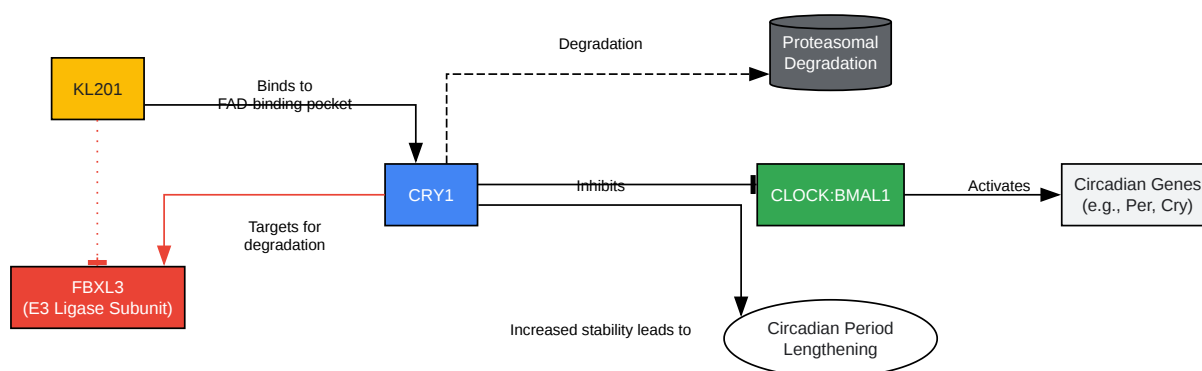 Degradation
Proteasomal
Degradation
KL201
Binds to
FAD-binding pocket
CRY1
Inhibits
CLOCK:BMAL1
Activates
Circadian Genes
(e.g., Per, Cry)
Targets for
degradation
FBXL3
(E3 Ligase Subunit)
Increased stability leads to
Circadian Period
Lengthening